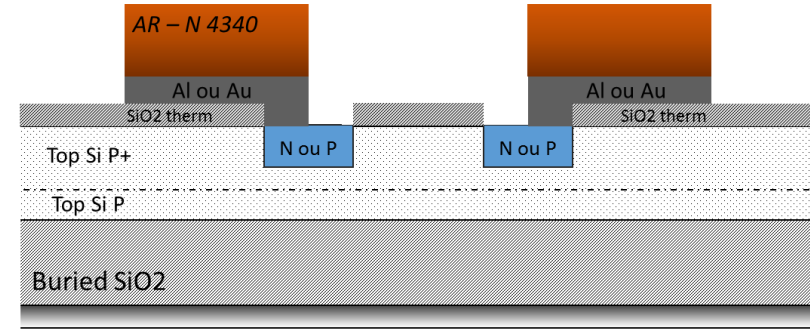 AR – N 4340
Al ou Au
Al ou Au
SiO2 therm
SiO2 therm
N ou P
N ou P
Top Si P+
Top Si P
Buried SiO2